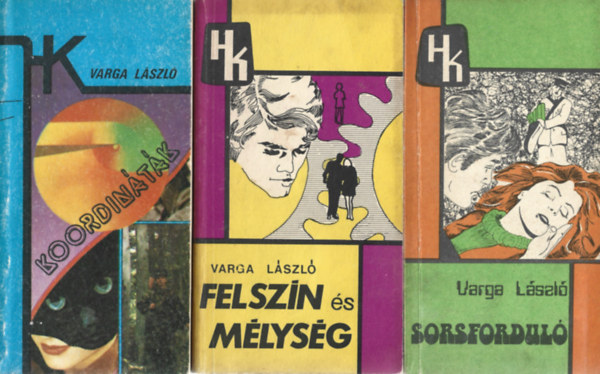 HK
VARGA LÁSZLÓ
KOORDINÁTÁK
HK
VARGA LÁSZLÓ
FELSZÍN és
MÉLYSÉG
HK
Varga László
SORSFORDULÓ